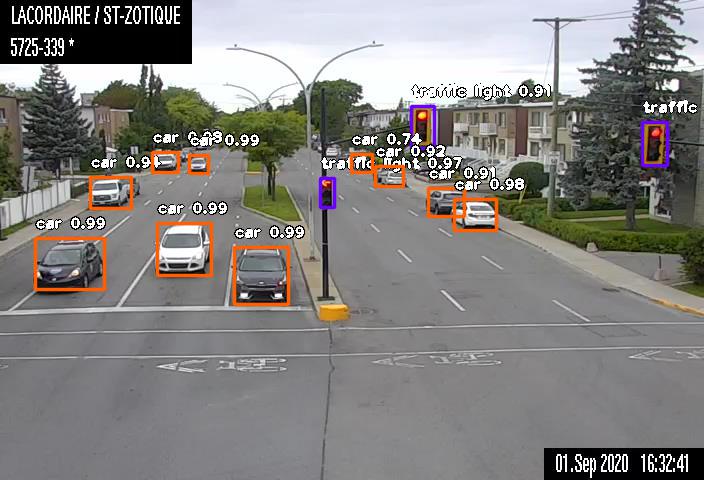 LACORDAIRE / ST-ZOTIQUE
5725-339 *
traffic light 0.91
traffic
car 0.99
car 0.74
car 0.92
traffic light 0.97
car 0.91
car 0.98
car 0.99
car 0.99
car 0.99
01.Sep 2020 16:32:41